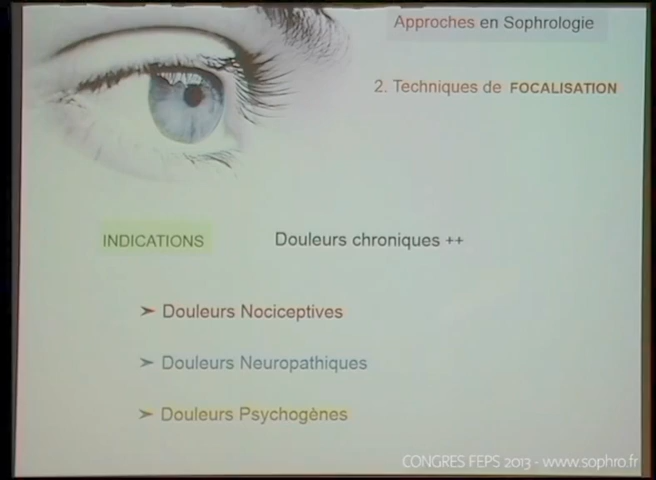 Approches en Sophrologie
2. Techniques de FOCALISATION
INDICATIONS Douleurs chroniques ++
➢ Douleurs Nociceptives
➢ Douleurs Neuropathiques
➢ Douleurs Psychogènes
CONGRES FEPS 2013 - www.sophro.fr